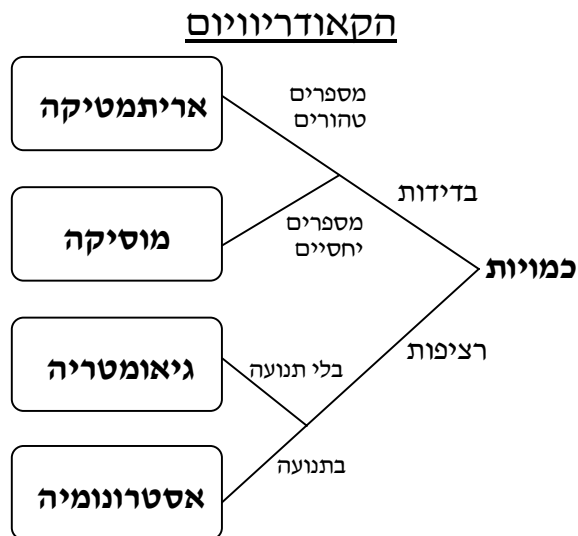 הקאודריוויום
מספרים
טהורים
אריתמטיקה
בדידות
מספרים
יחסיים
מוסיקה
כמויות
רציפות
בלי תנועה
גיאומטריה
בתנועה
אסטרונומיה